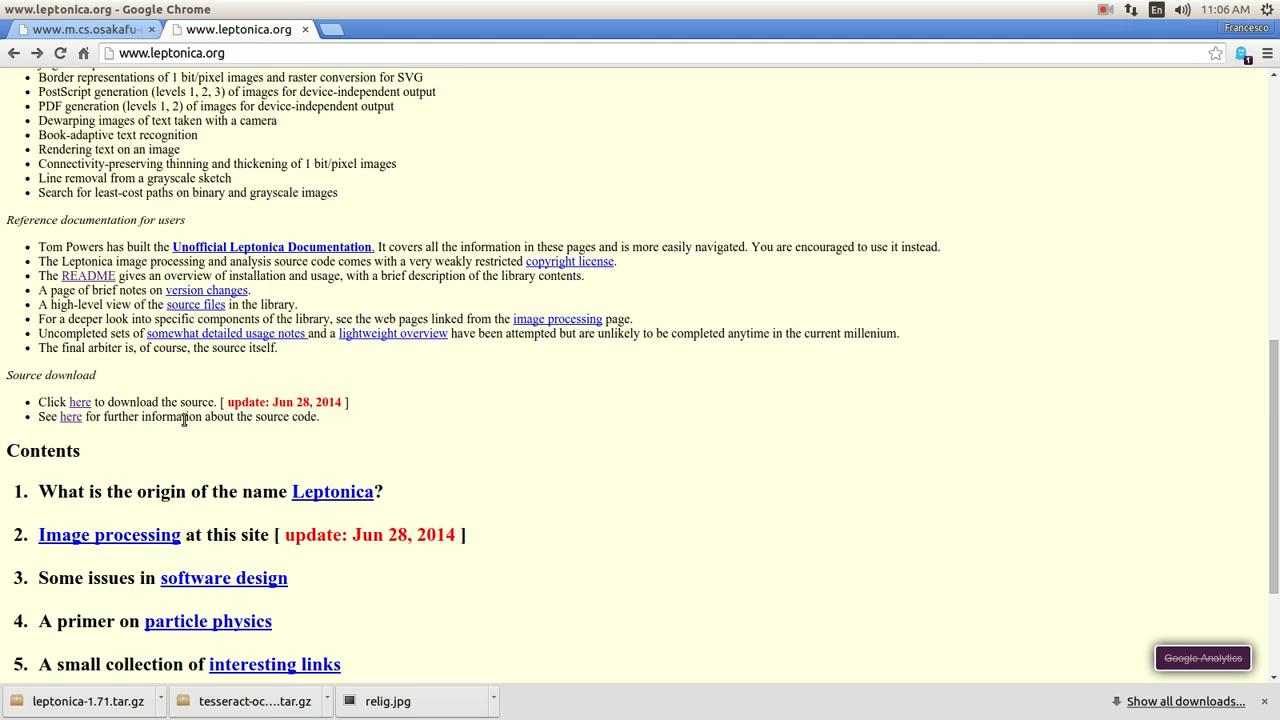 www.leptonica.org - Google Chrome
En
11:06 AM
www.m.cs.osakafu-
www.leptonica.org
Francesco
www.leptonica.org
1
Border representations of 1 bit/pixel images and raster conversion for SVG
PostScript generation (levels 1, 2, 3) of images for device-independent output
PDF generation (levels 1, 2) of images for device-independent output
Dewarping images of text taken with a camera
Book-adaptive text recognition
Rendering text on an image
Connectivity-preserving thinning and thickening of 1 bit/pixel images
Line removal from a grayscale sketch
Search for least-cost paths on binary and grayscale images
Reference documentation for users
Tom Powers has built the Unofficial Leptonica Documentation. It covers all the information in these pages and is more easily navigated. You are encouraged to use it instead.
The Leptonica image processing and analysis source code comes with a very weakly restricted copyright license.
The README gives an overview of installation and usage, with a brief description of the library contents.
A page of brief notes on version changes.
A high-level view of the source files in the library.
For a deeper look into specific components of the library, see the web pages linked from the image processing page.
Uncompleted sets of somewhat detailed usage notes and a lightweight overview have been attempted but are unlikely to be completed anytime in the current millenium.
The final arbiter is, of course, the source itself.
Source download
Click here to download the source. [ update: Jun 28, 2014 ]
See here for further information about the source code.
Contents
1. What is the origin of the name Leptonica?
2. Image processing at this site [ update: Jun 28, 2014 ]
3. Some issues in software design
4. A primer on particle physics
5. A small collection of interesting links
Google Analytics
leptonica-1.71.tar.gz
tesseract-oc....tar.gz
relig.jpg
Show all downloads...